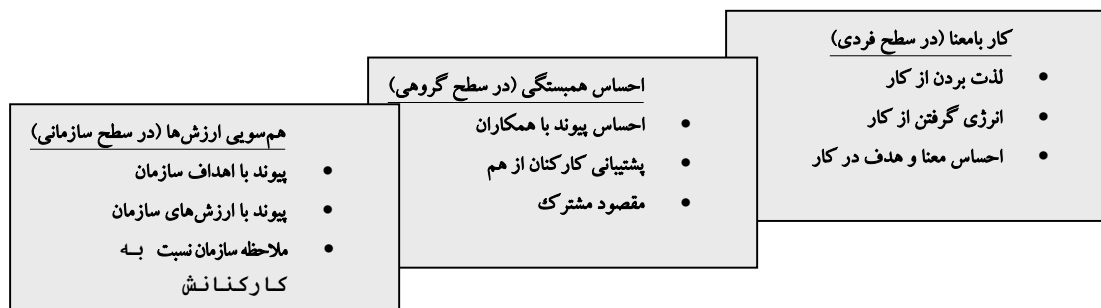 کار بامعنا (در سطح فردی)
• لذت بردن از کار
• انرژی گرفتن از کار
• احساس معنا و هدف در کار
احساس همبستگی (در سطح گروهی)
• احساس پیوند با همکاران
• پشتیبانی کارکنان از هم
• مقصود مشترک
هم‌سویی ارزش‌ها (در سطح سازمانی)
• پیوند با اهداف سازمان
• پیوند با ارزش‌های سازمان
• ملاحظه سازمان نسبت به
کارکنانش